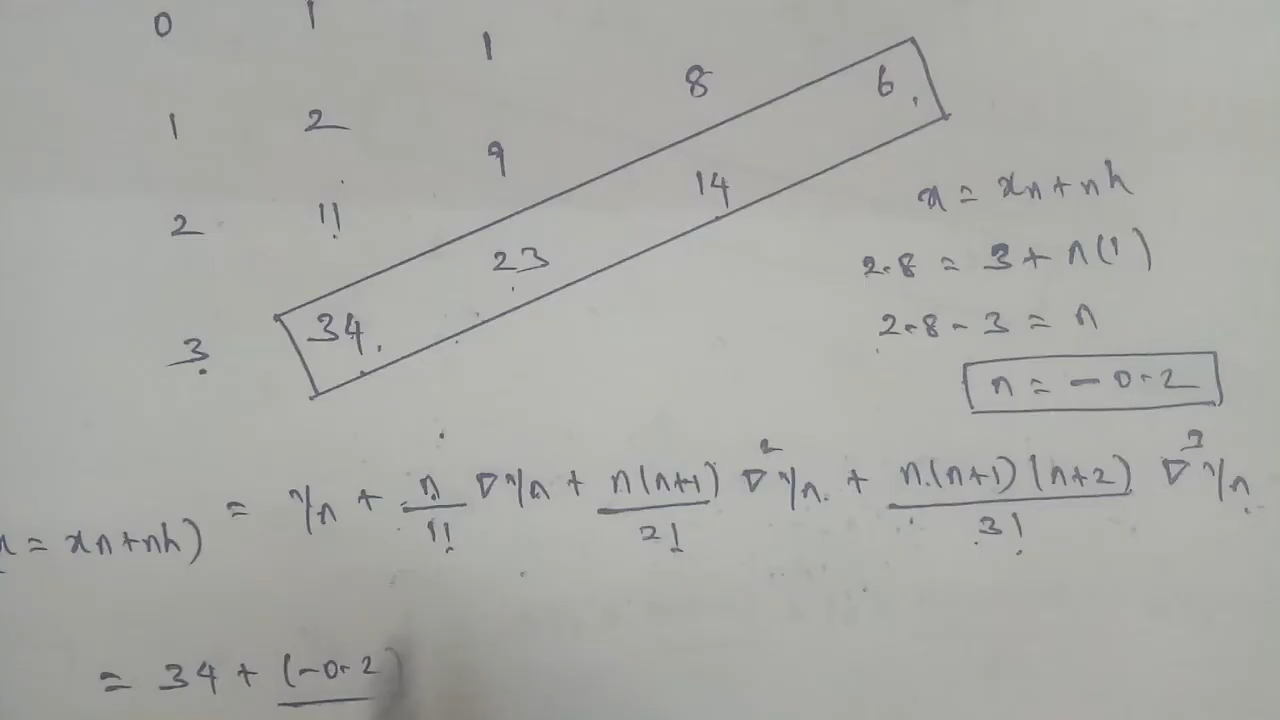 0 1
1
8
6
1 2
9
14
2 11
23
3 34
x = xn + nh
2.8 = 3 + n(1)
2.8 - 3 = n
n = -0.2
x = xn + nh) = yn + n/1! ∇yn + n(n+1)/2! ∇²yn + n(n+1)(n+2)/3! ∇³yn
= 34 + (-0.2)